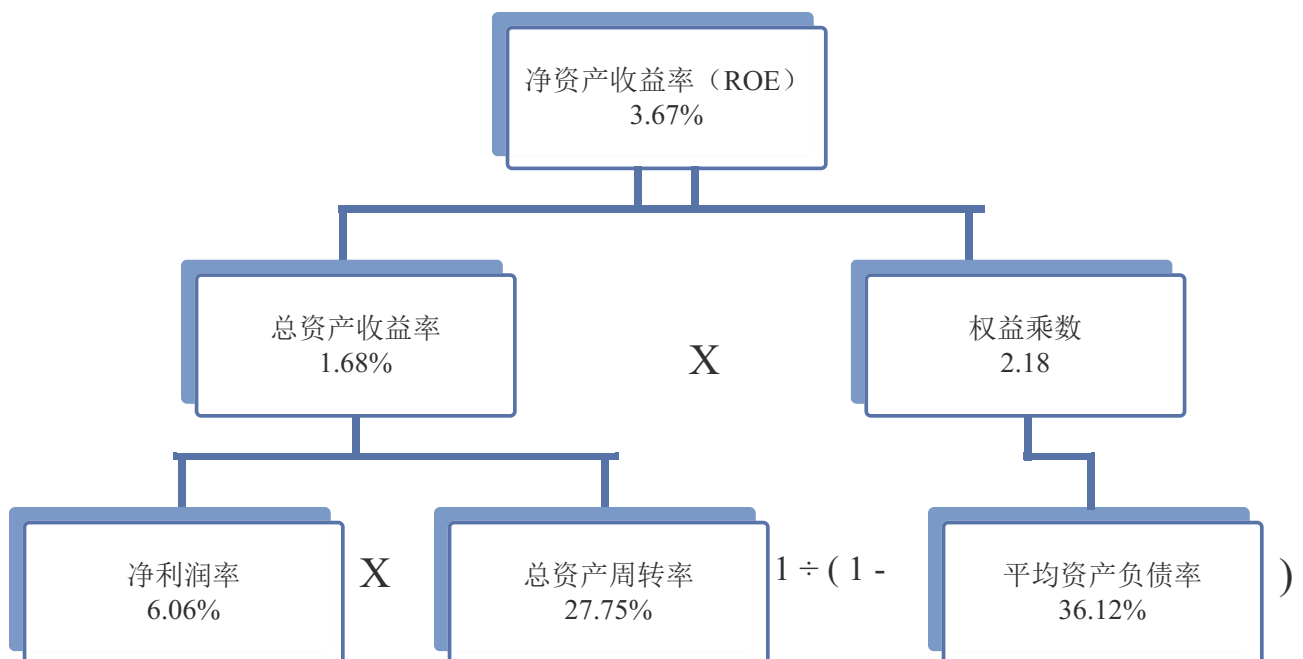 净资产收益率（ROE）
3.67%
总资产收益率
1.68%
X
权益乘数
2.18
净利润率
6.06%
X
总资产周转率
27.75%
1 ÷ ( 1 -
平均资产负债率
36.12%
)